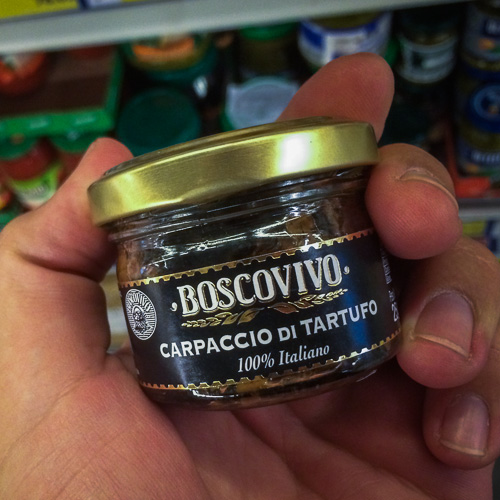 BOSCOVIVO
CARPACCIO DI TARTUFO
100% Italiano